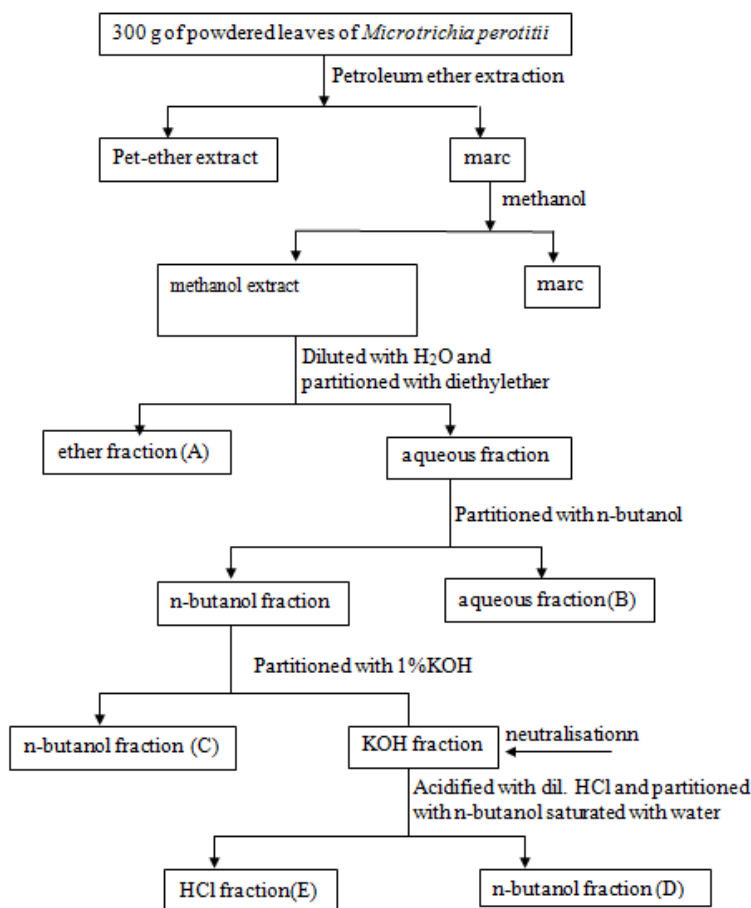 300 g of powdered leaves of Microtrichia perotitii
Petroleum ether extraction
Pet-ether extract
marc
methanol
methanol extract
marc
Diluted with H2O and
partitioned with diethylether
ether fraction (A)
aqueous fraction
Partitioned with n-butanol
n-butanol fraction
aqueous fraction (B)
Partitioned with 1%KOH
n-butanol fraction (C)
KOH fraction
neutralisationn
Acidified with dil. HCl and partitioned
with n-butanol saturated with water
HCl fraction(E)
n-butanol fraction (D)